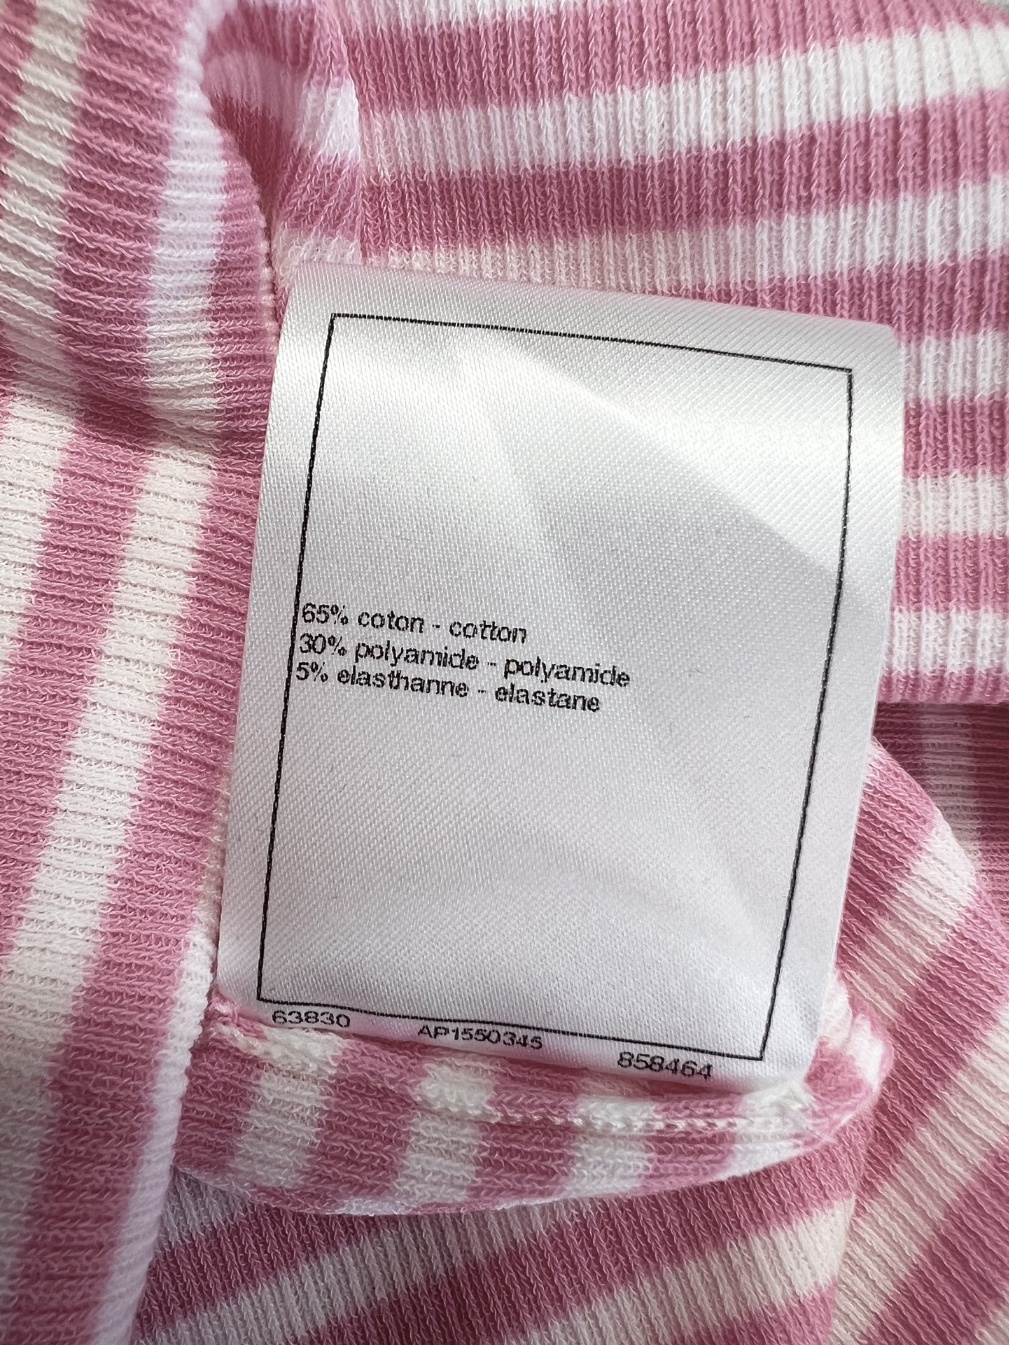 65% coton - cotton
30% polyamide - polyamide
5% elasthanne - elastane
63830 AP1550345 858464